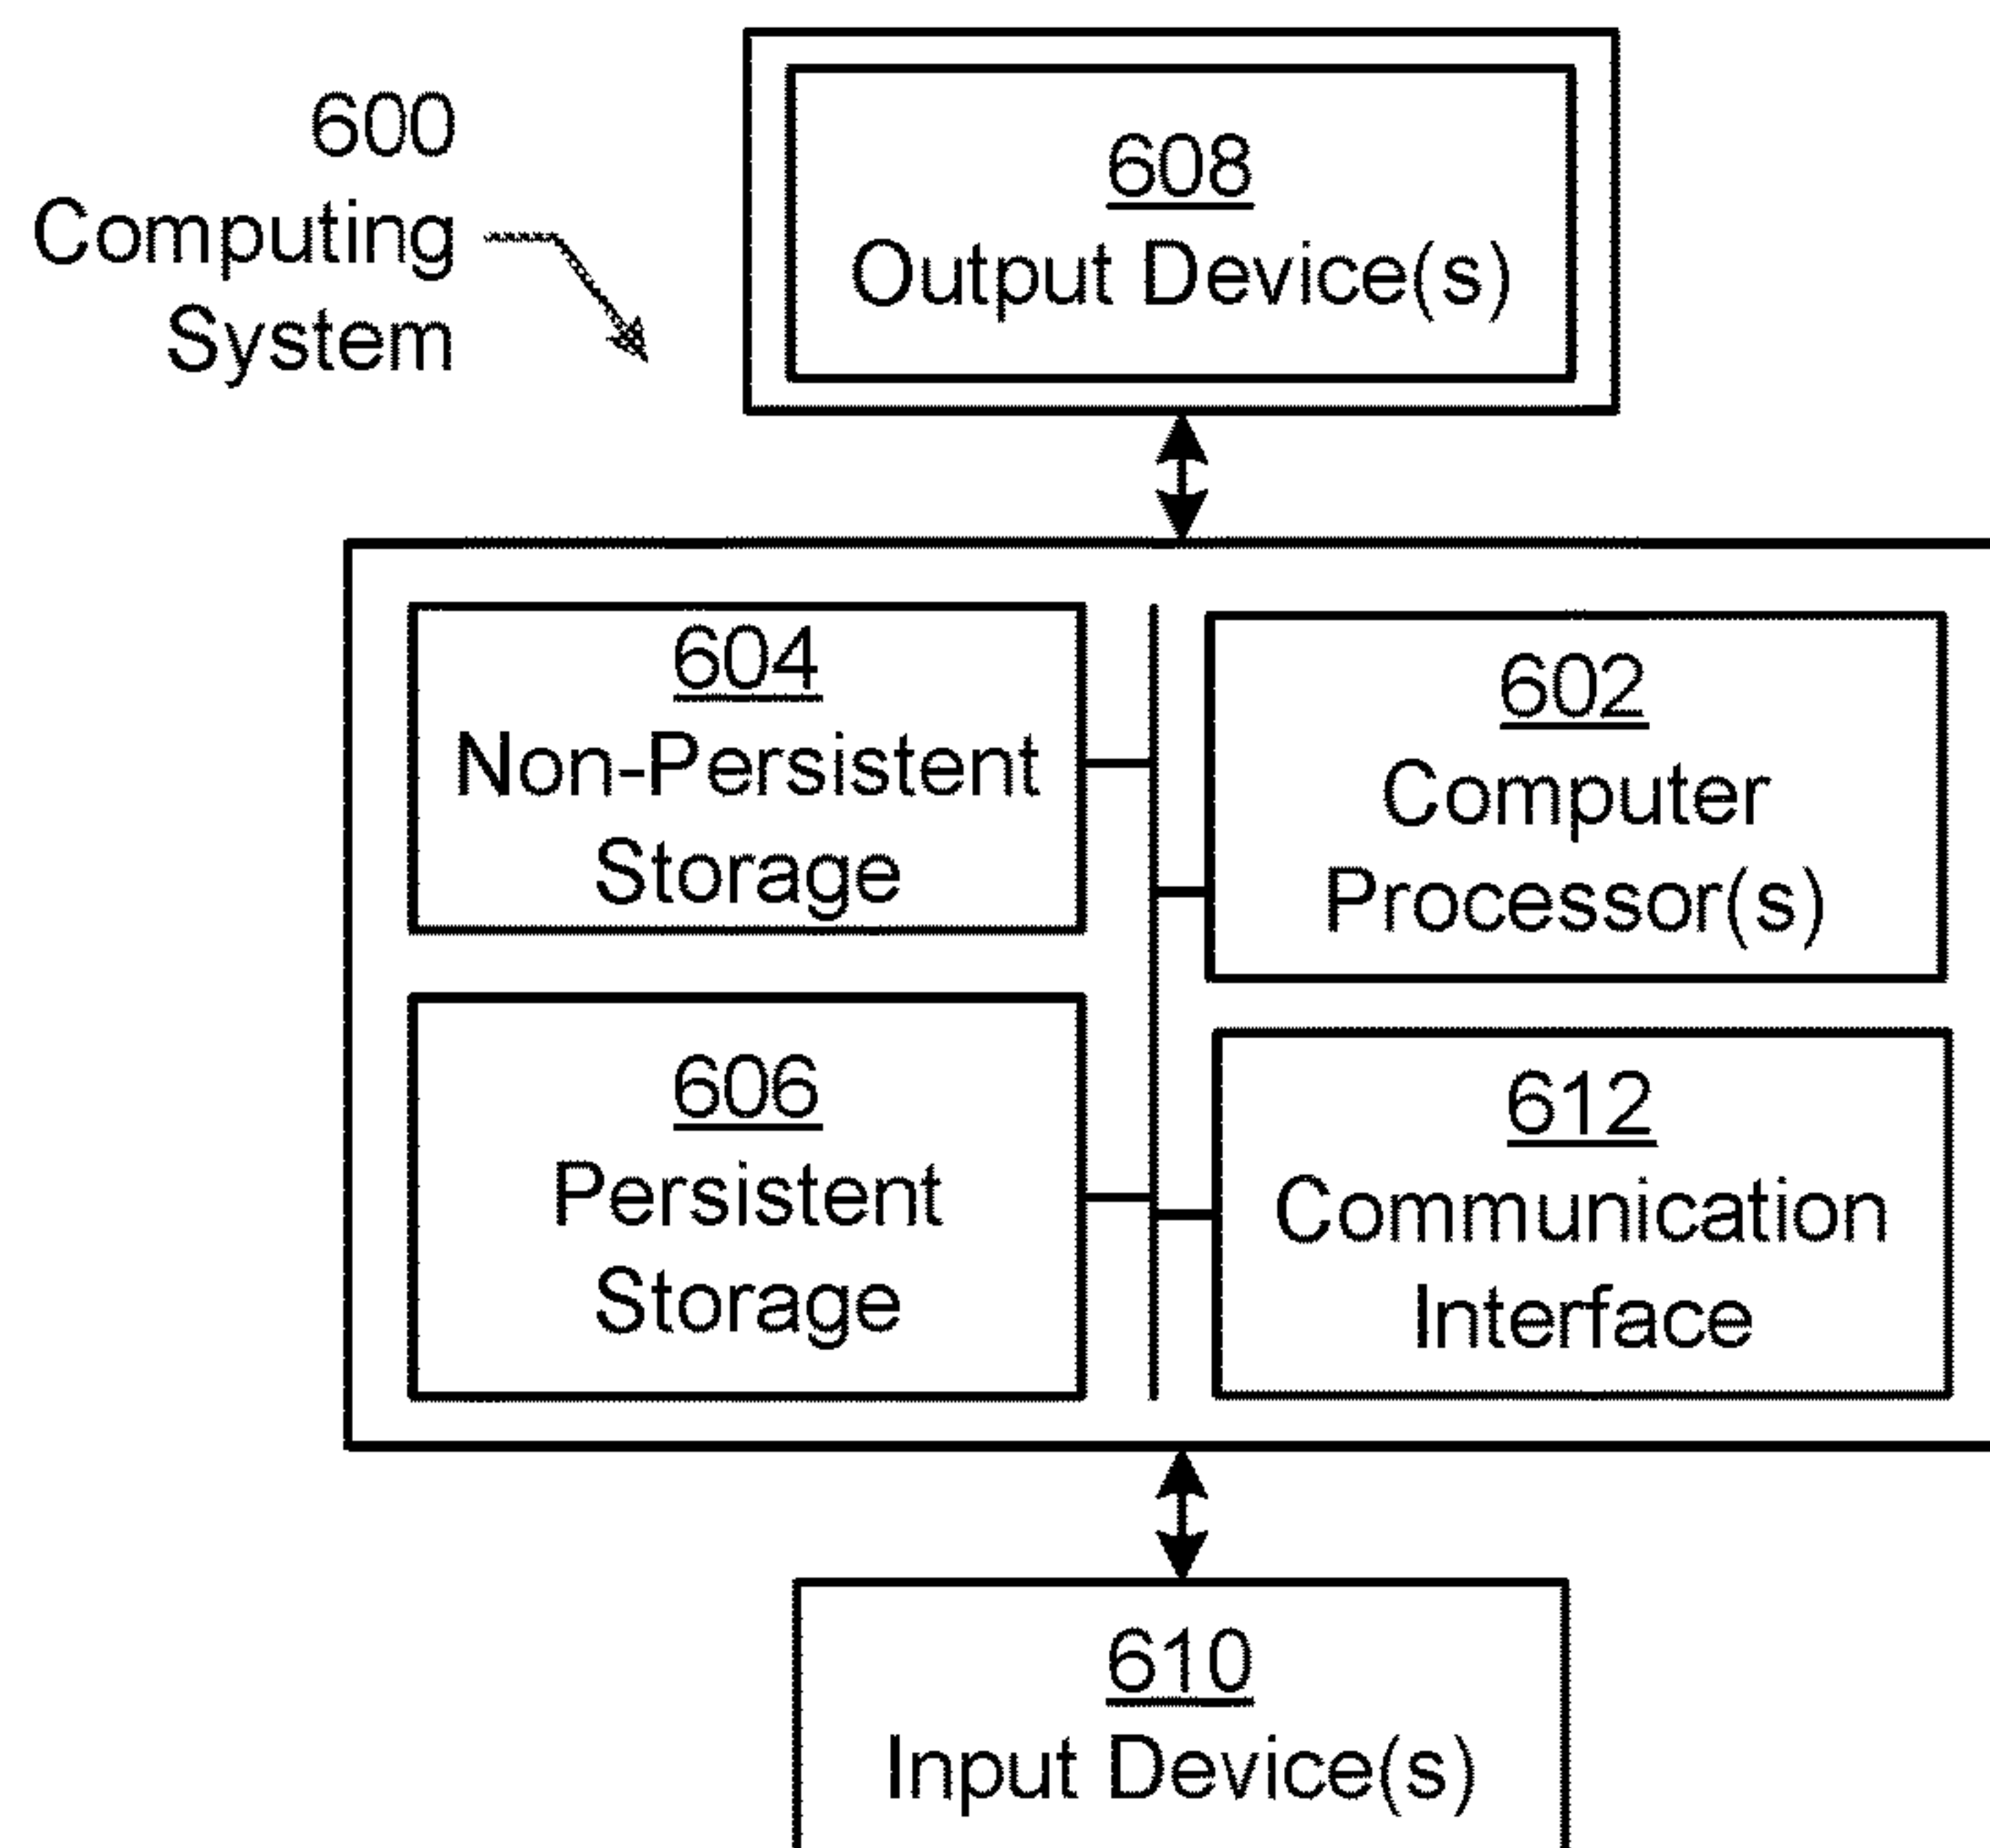 600
Computing
System
608
Output Device(s)
604
Non-Persistent
Storage
602
Computer
Processor(s)
606
Persistent
Storage
612
Communication
Interface
610
Input Device(s)